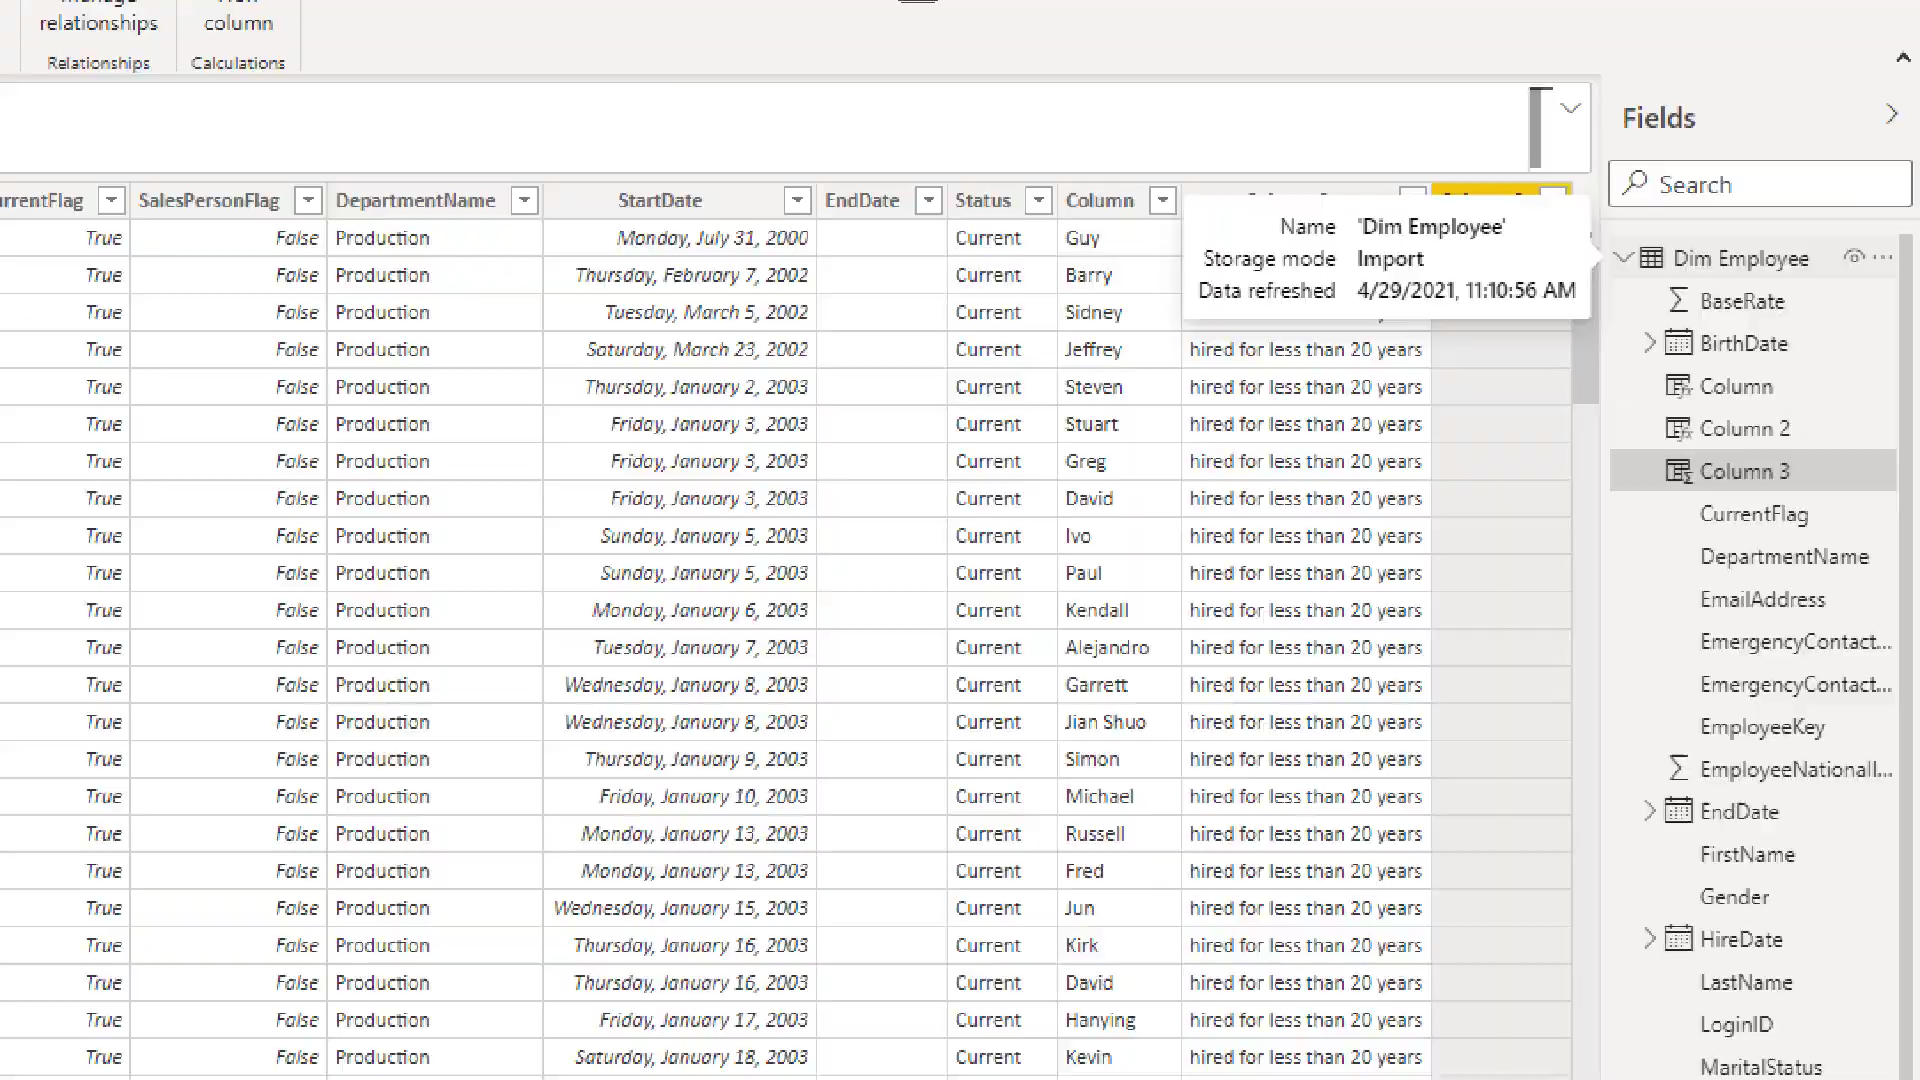 relationships column
Relationships Calculations
Fields
Search
rrentFlag SalesPersonFlag DepartmentName StartDate EndDate Status Column
Name 'Dim Employee'
Storage mode Import
Data refreshed 4/29/2021, 11:10:56 AM
True False Production Monday, July 31, 2000 Current Guy
True False Production Thursday, February 7, 2002 Current Barry
True False Production Tuesday, March 5, 2002 Current Sidney
True False Production Saturday, March 23, 2002 Current Jeffrey hired for less than 20 years
True False Production Thursday, January 2, 2003 Current Steven hired for less than 20 years
True False Production Friday, January 3, 2003 Current Stuart hired for less than 20 years
True False Production Friday, January 3, 2003 Current Greg hired for less than 20 years
True False Production Friday, January 3, 2003 Current David hired for less than 20 years
True False Production Sunday, January 5, 2003 Current Ivo hired for less than 20 years
True False Production Sunday, January 5, 2003 Current Paul hired for less than 20 years
True False Production Monday, January 6, 2003 Current Kendall hired for less than 20 years
True False Production Tuesday, January 7, 2003 Current Alejandro hired for less than 20 years
True False Production Wednesday, January 8, 2003 Current Garrett hired for less than 20 years
True False Production Wednesday, January 8, 2003 Current Jian Shuo hired for less than 20 years
True False Production Thursday, January 9, 2003 Current Simon hired for less than 20 years
True False Production Friday, January 10, 2003 Current Michael hired for less than 20 years
True False Production Monday, January 13, 2003 Current Russell hired for less than 20 years
True False Production Monday, January 13, 2003 Current Fred hired for less than 20 years
True False Production Wednesday, January 15, 2003 Current Jun hired for less than 20 years
True False Production Thursday, January 16, 2003 Current Kirk hired for less than 20 years
True False Production Thursday, January 16, 2003 Current David hired for less than 20 years
True False Production Friday, January 17, 2003 Current Hanying hired for less than 20 years
True False Production Saturday, January 18, 2003 Current Kevin hired for less than 20 years
Dim Employee
BaseRate
BirthDate
Column
Column 2
Column 3
CurrentFlag
DepartmentName
EmailAddress
EmergencyContact...
EmergencyContact...
EmployeeKey
EmployeeNationalI...
EndDate
FirstName
Gender
HireDate
LastName
LoginID
MaritalStatus